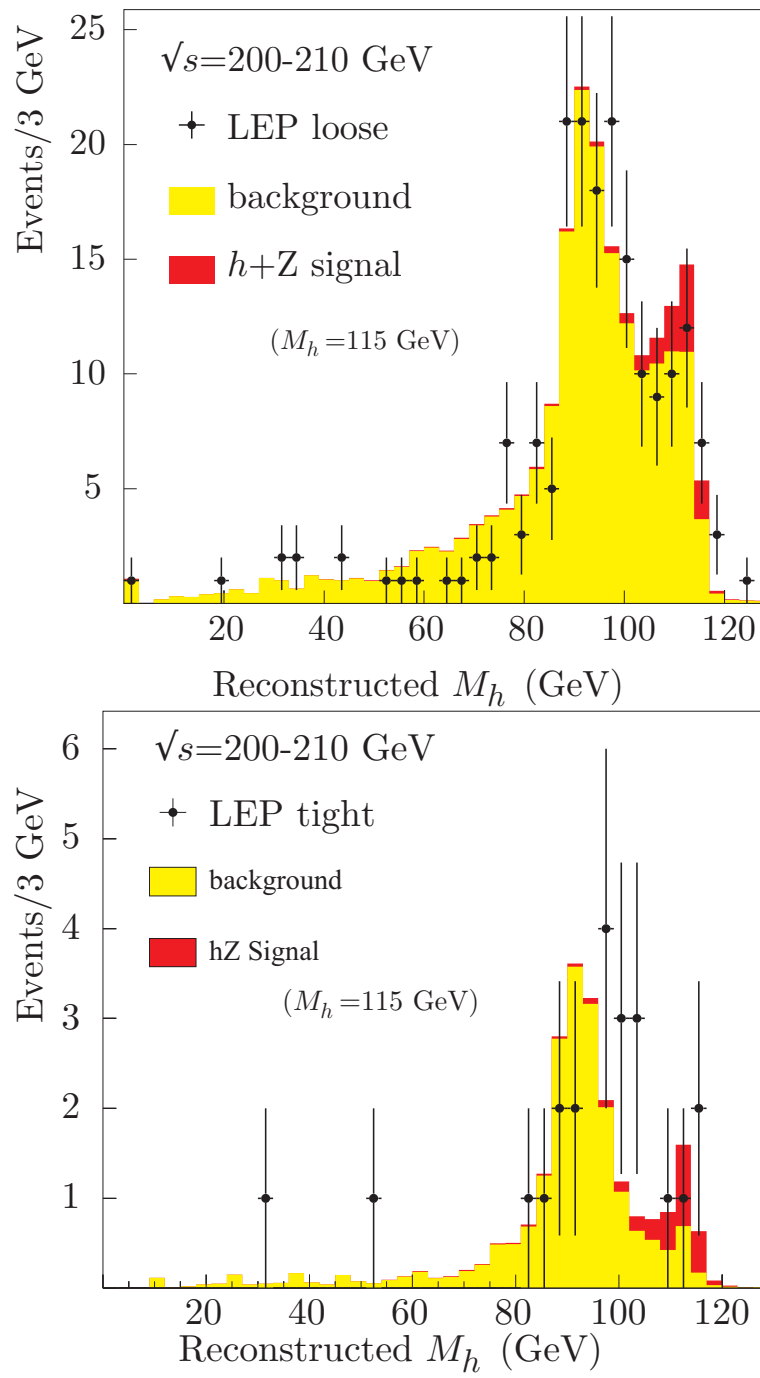 25
20
15
10
5
Events/3 GeV
√s=200-210 GeV
LEP loose
background
h+Z signal
(M_h=115 GeV)
20 40 60 80 100 120
Reconstructed M_h (GeV)
6
5
4
3
2
1
Events/3 GeV
√s=200-210 GeV
LEP tight
background
hZ Signal
(M_h=115 GeV)
20 40 60 80 100 120
Reconstructed M_h (GeV)